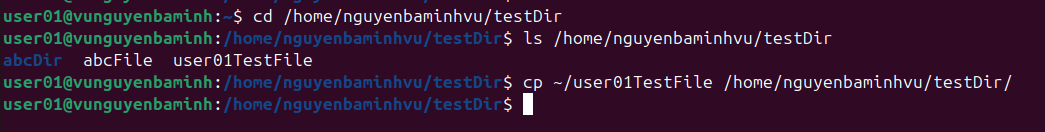 user01@vunguyenbaminh:~$ cd /home/nguyenbaminhvu/testDir
user01@vunguyenbaminh:/home/nguyenbaminhvu/testDir$ ls /home/nguyenbaminhvu/testDir
abcDir  abcFile  user01TestFile
user01@vunguyenbaminh:/home/nguyenbaminhvu/testDir$ cp ~/user01TestFile /home/nguyenbaminhvu/testDir/
user01@vunguyenbaminh:/home/nguyenbaminhvu/testDir$